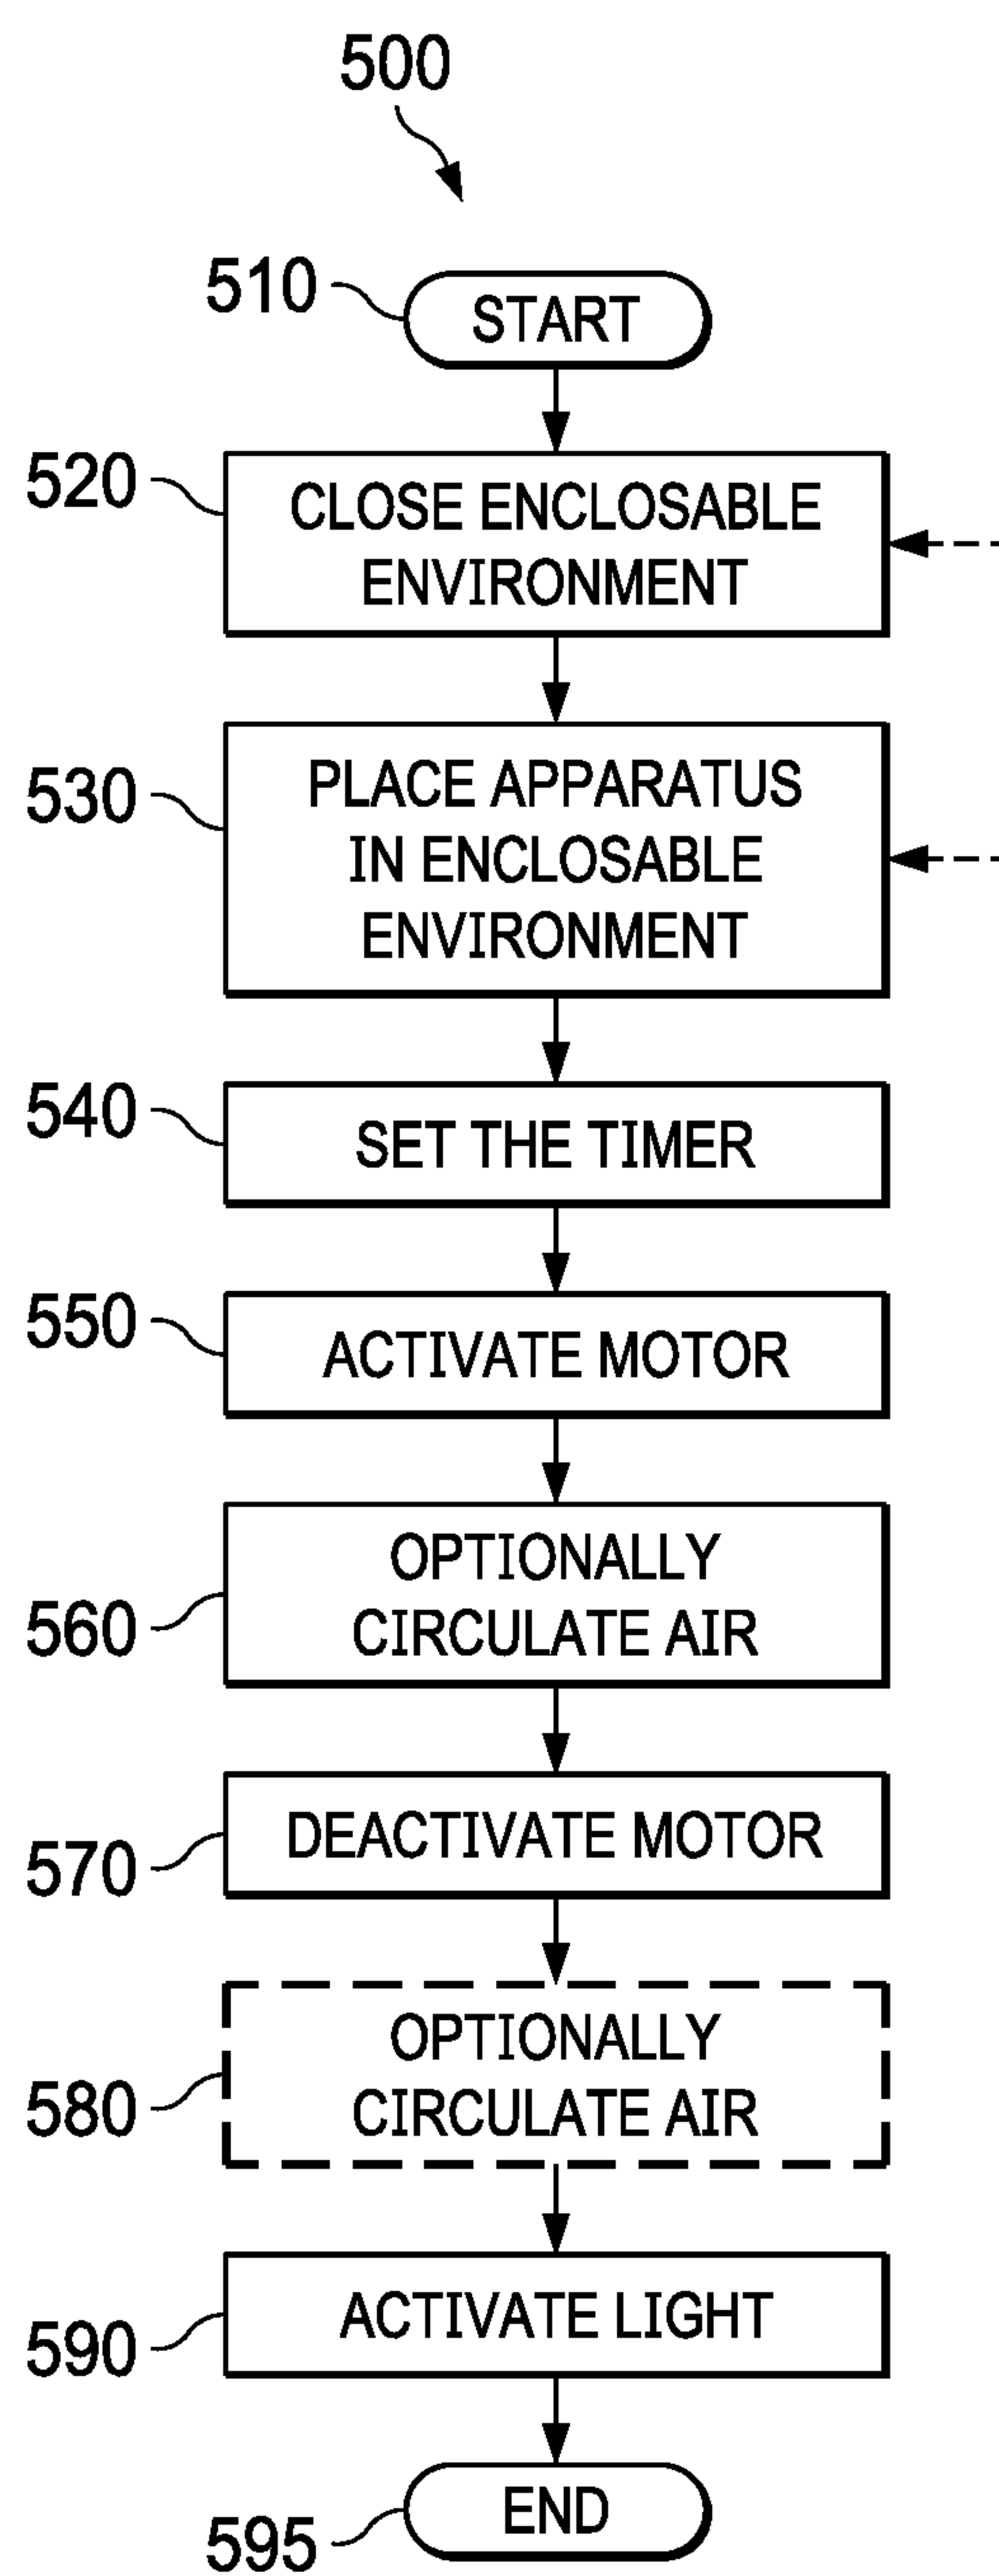 500
510
START
520
CLOSE ENCLOSABLE
ENVIRONMENT
530
PLACE APPARATUS
IN ENCLOSABLE
ENVIRONMENT
540
SET THE TIMER
550
ACTIVATE MOTOR
560
OPTIONALLY
CIRCULATE AIR
570
DEACTIVATE MOTOR
580
OPTIONALLY
CIRCULATE AIR
590
ACTIVATE LIGHT
595
END